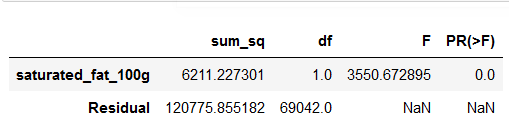 sum_sq df F PR(>F)
saturated_fat_100g 6211.227301 1.0 3550.672895 0.0
Residual 120775.855182 69042.0 NaN NaN